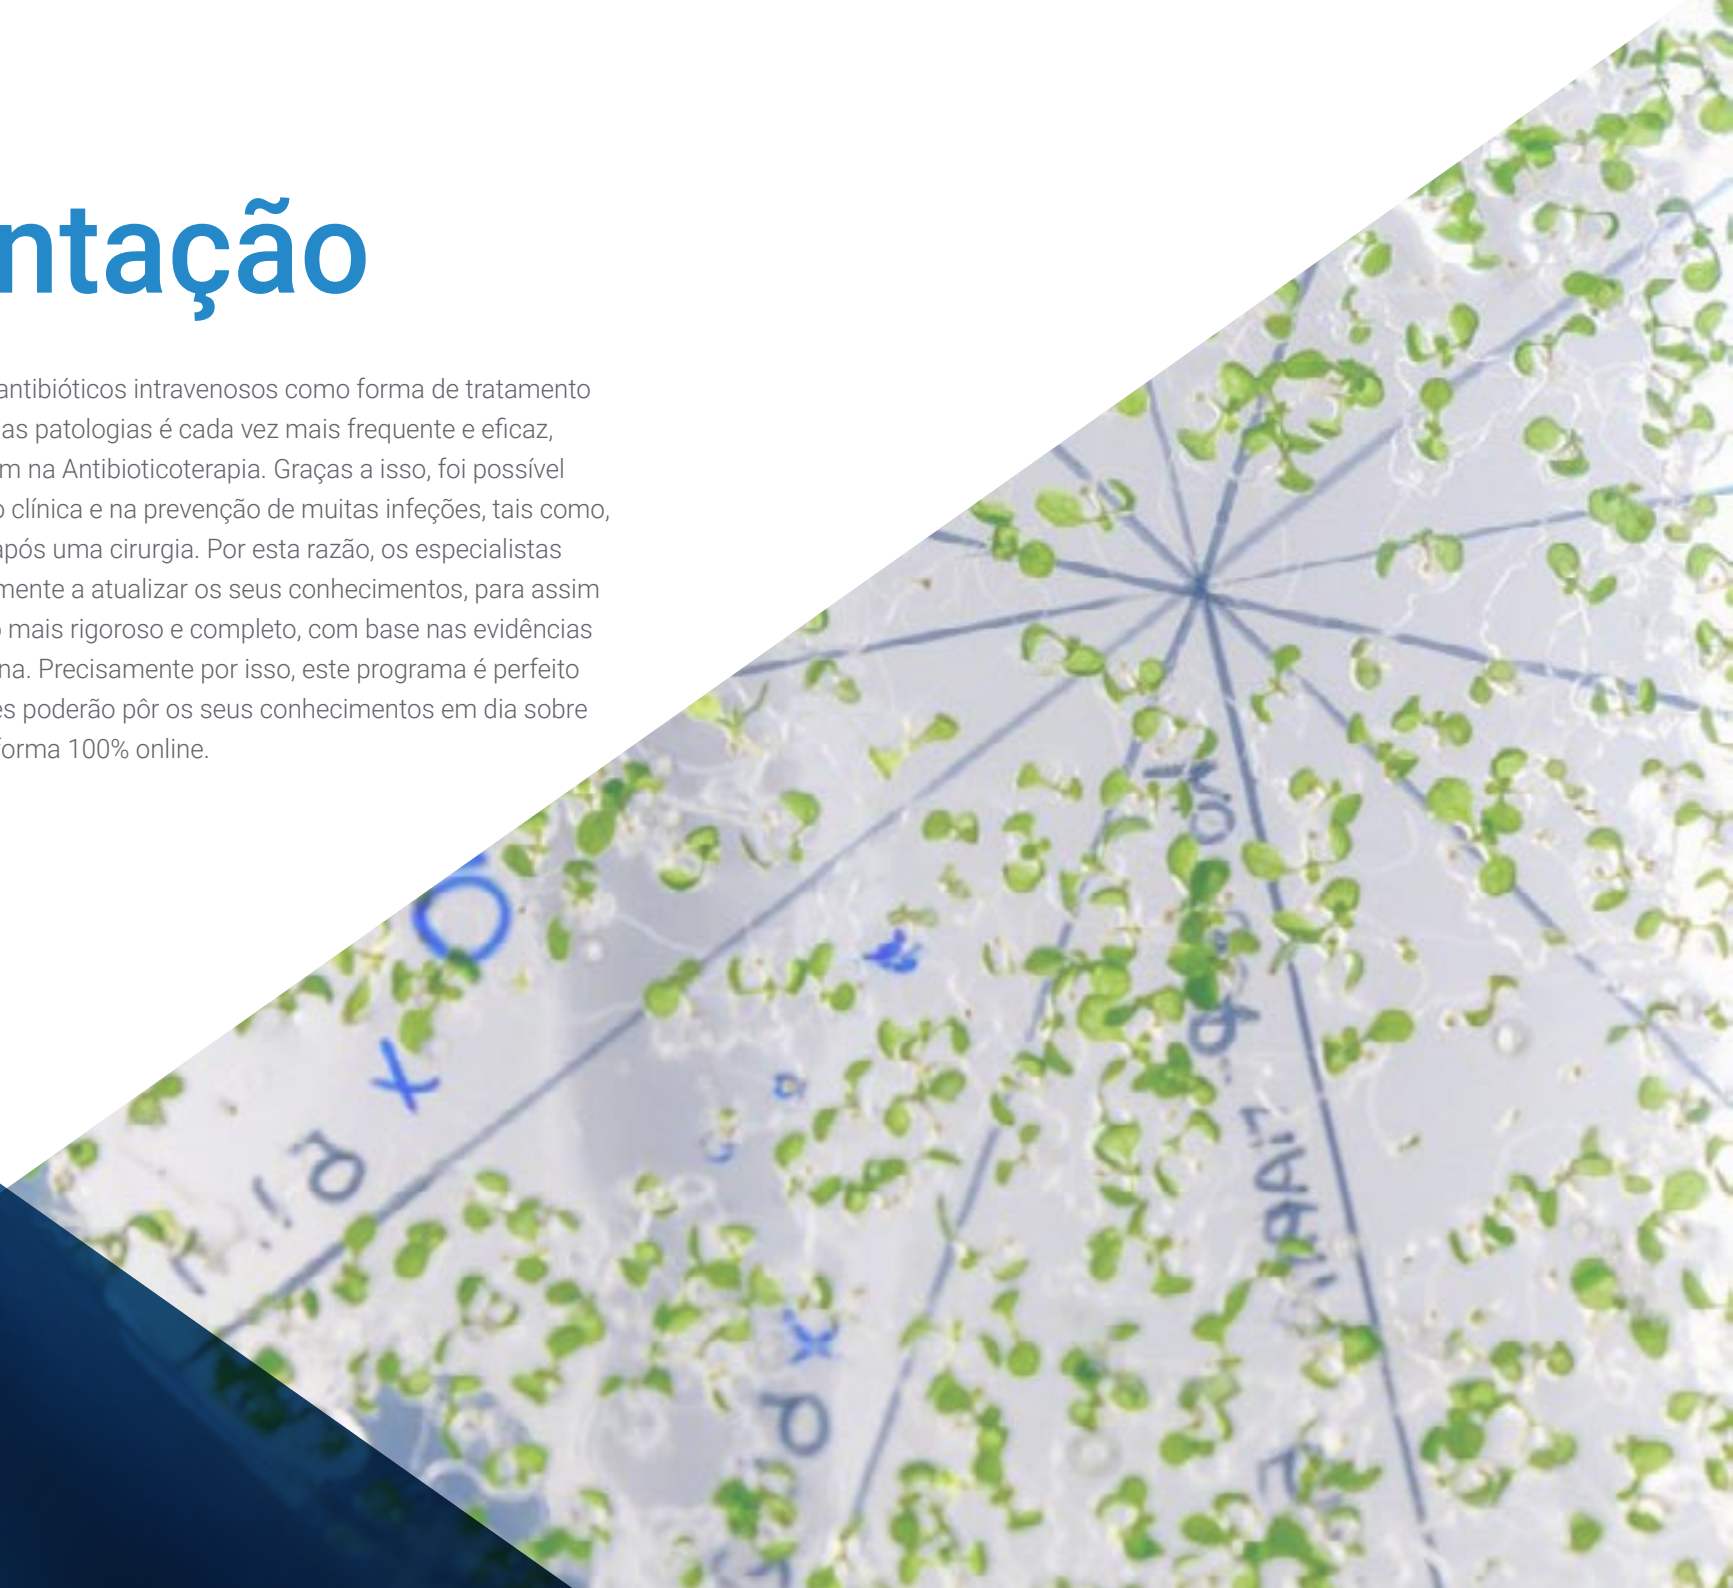 ntação
antibióticos intravenosos como forma de tratamento
as patologias é cada vez mais frequente e eficaz,
m na Antibioticoterapia. Graças a isso, foi possível
o clínica e na prevenção de muitas infeções, tais como,
após uma cirurgia. Por esta razão, os especialistas
mente a atualizar os seus conhecimentos, para assim
o mais rigoroso e completo, com base nas evidências
na. Precisamente por isso, este programa é perfeito
es poderão pôr os seus conhecimentos em dia sobre
forma 100% online.